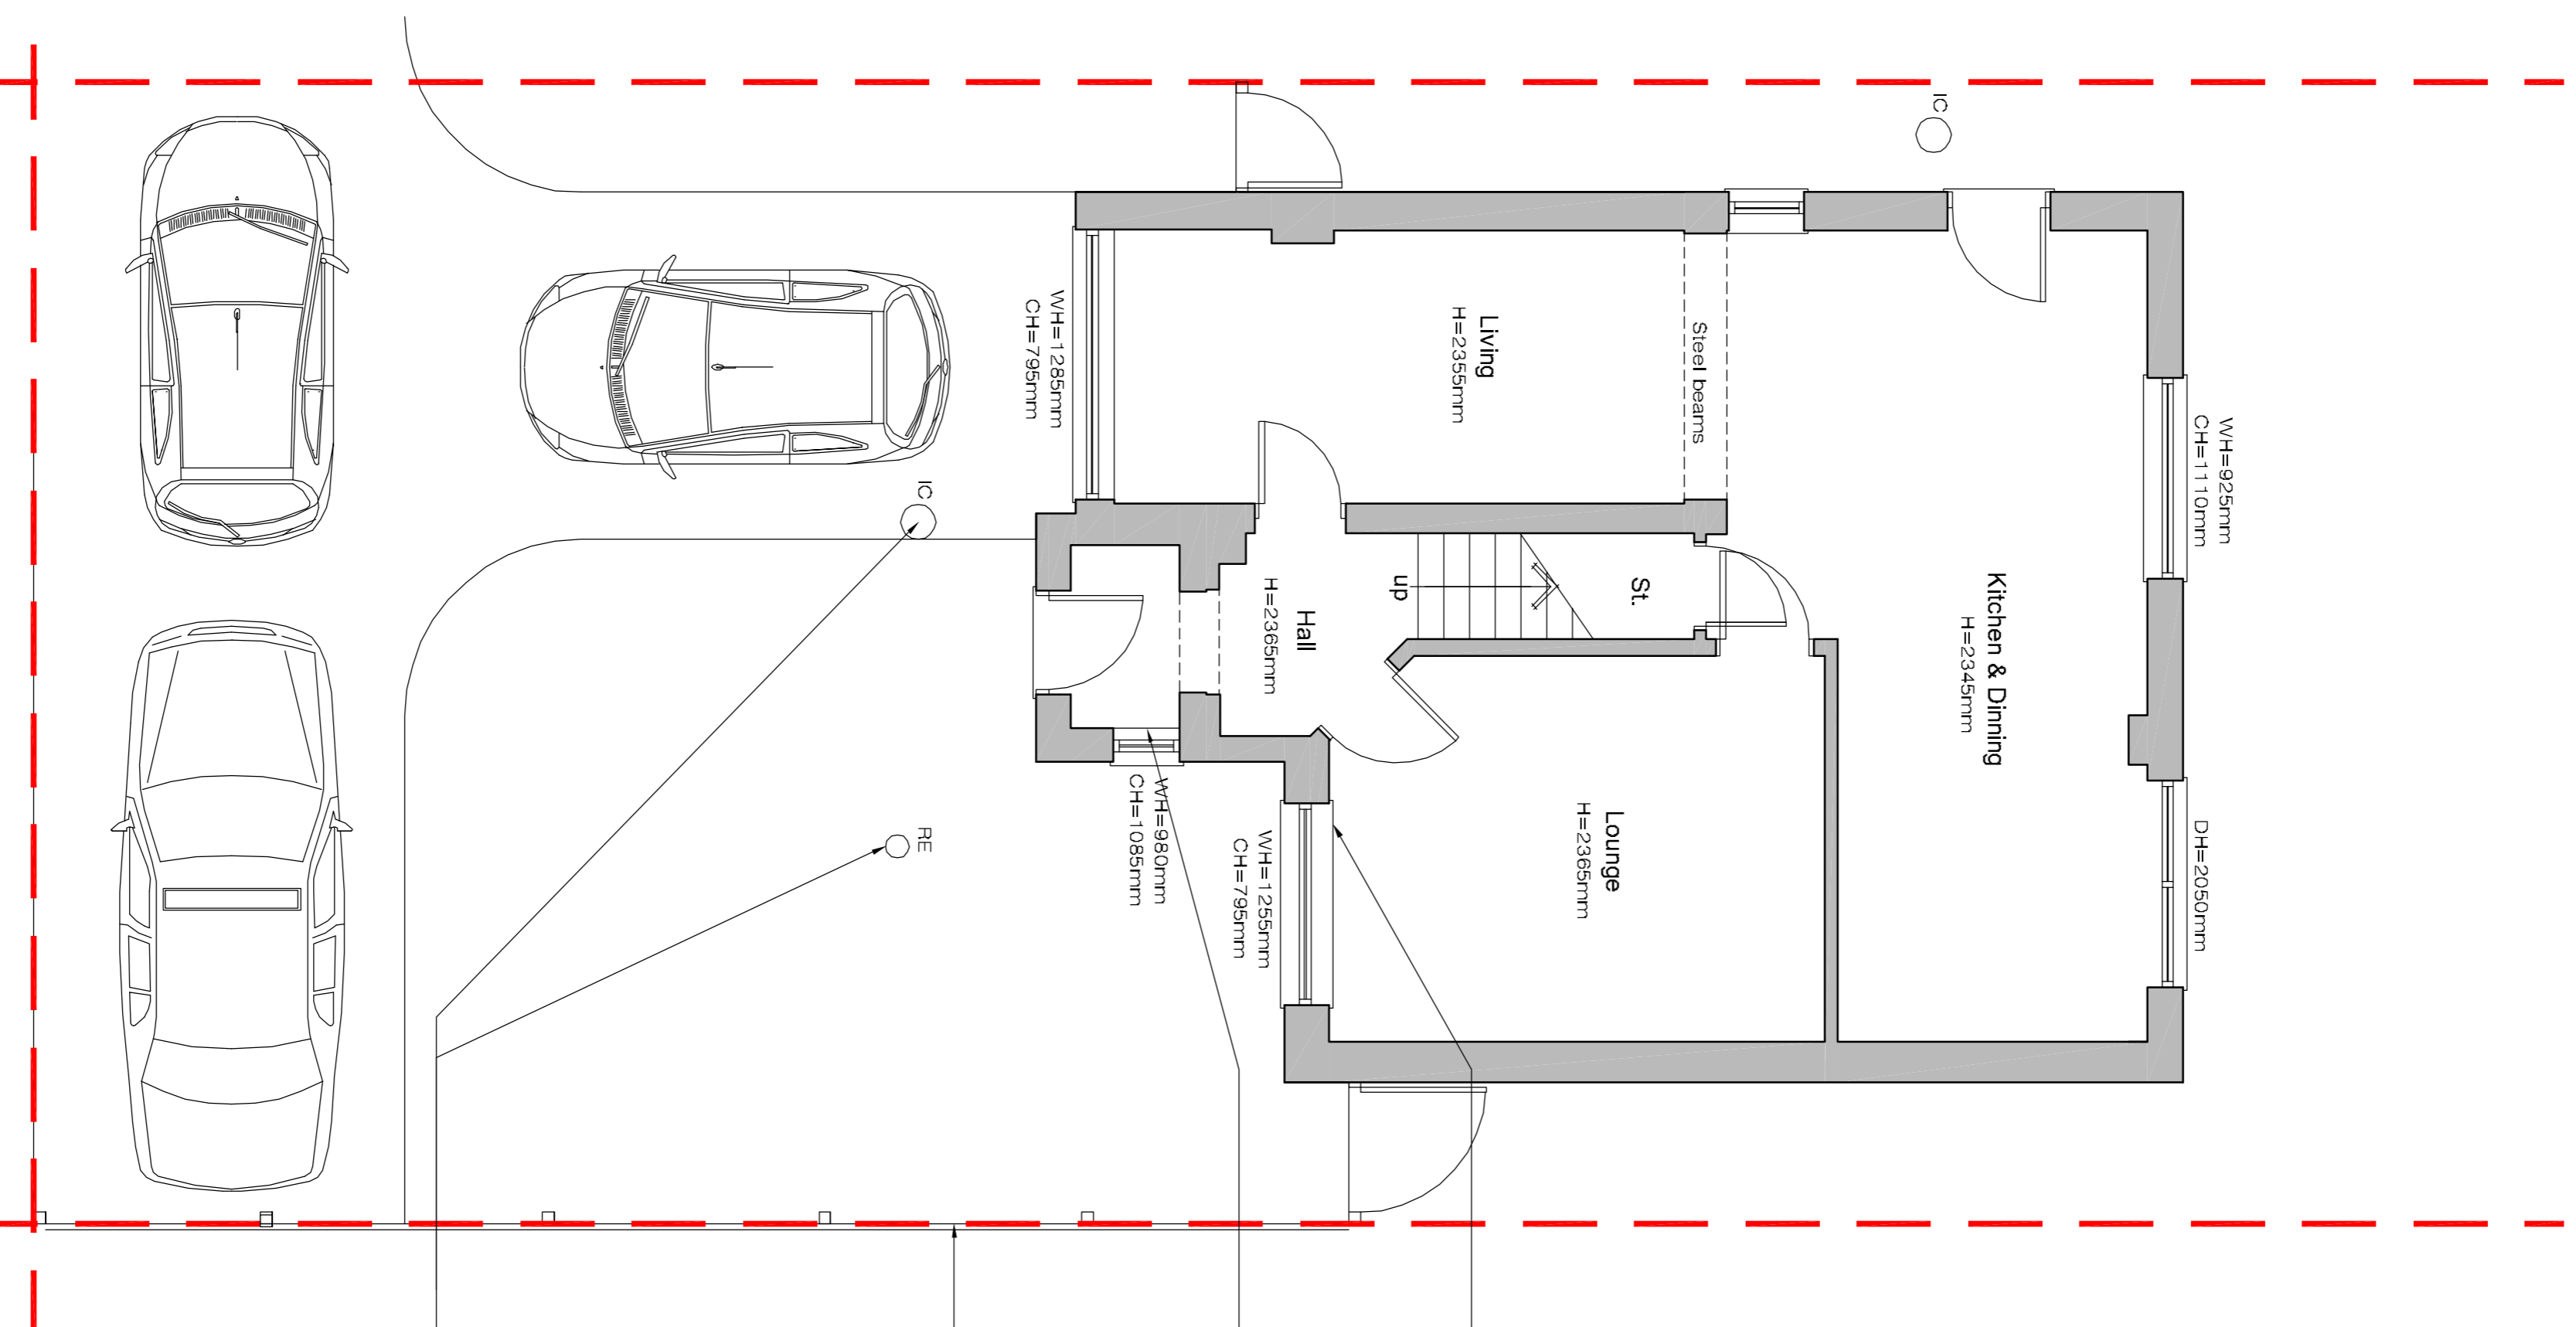 IC
WH=1285mm
CH=795mm
Living
H=2355mm
Steel beams
WH=925mm
CH=1110mm
IC
Hall
H=2365mm
up
St.
Kitchen & Dinning
H=2345mm
RE
WH=980mm
CH=1085mm
WH=1255mm
CH=795mm
Lounge
H=2365mm
DH=2050mm